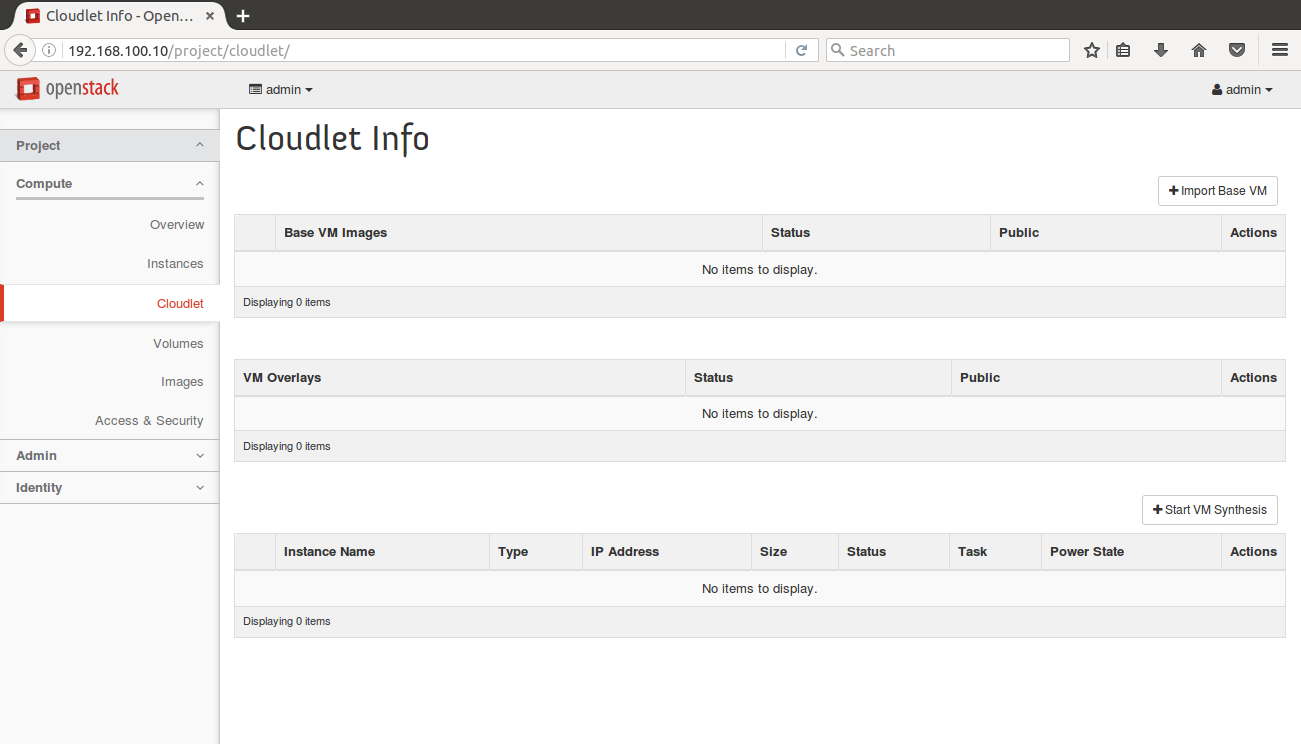 Cloudlet Info - Open... ×
192.168.100.10/project/cloudlet/
Search
openstack
admin
admin
Project
Compute
Overview
Instances
Cloudlet
Volumes
Images
Access & Security
Admin
Identity
Cloudlet Info
Import Base VM
Base VM Images Status Public Actions
No items to display.
Displaying 0 items
VM Overlays Status Public Actions
No items to display.
Displaying 0 items
Start VM Synthesis
Instance Name Type IP Address Size Status Task Power State Actions
No items to display.
Displaying 0 items